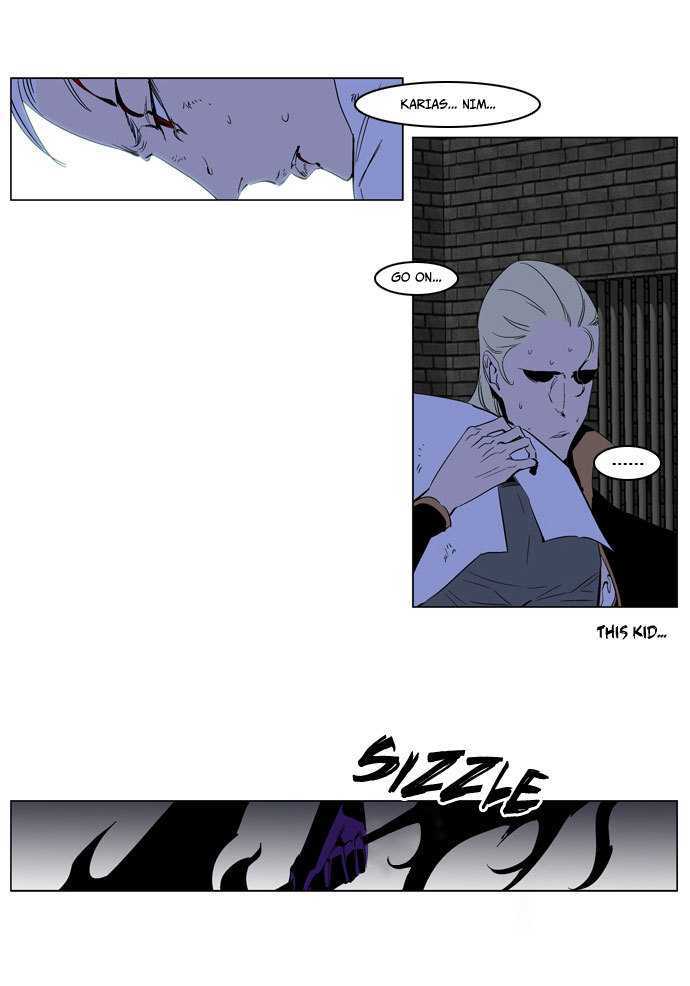 KARIAS... NIM...
GO ON...
------
THIS KID...
SIZZLE